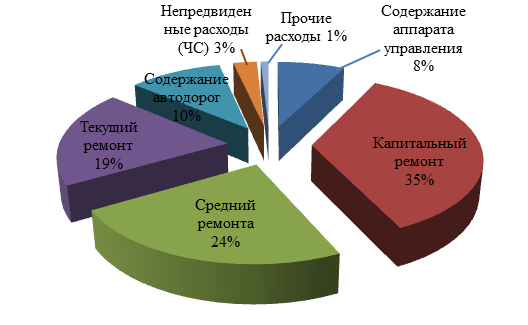 Непредвиден
ные расходы
(ЧС) 3%
Прочие
расходы 1%
Содержание
аппарата
управления
8%
Содержание
автодорог
10%
Текущий
ремонт
19%
Капитальный
ремонт
35%
Средний
ремонта
24%